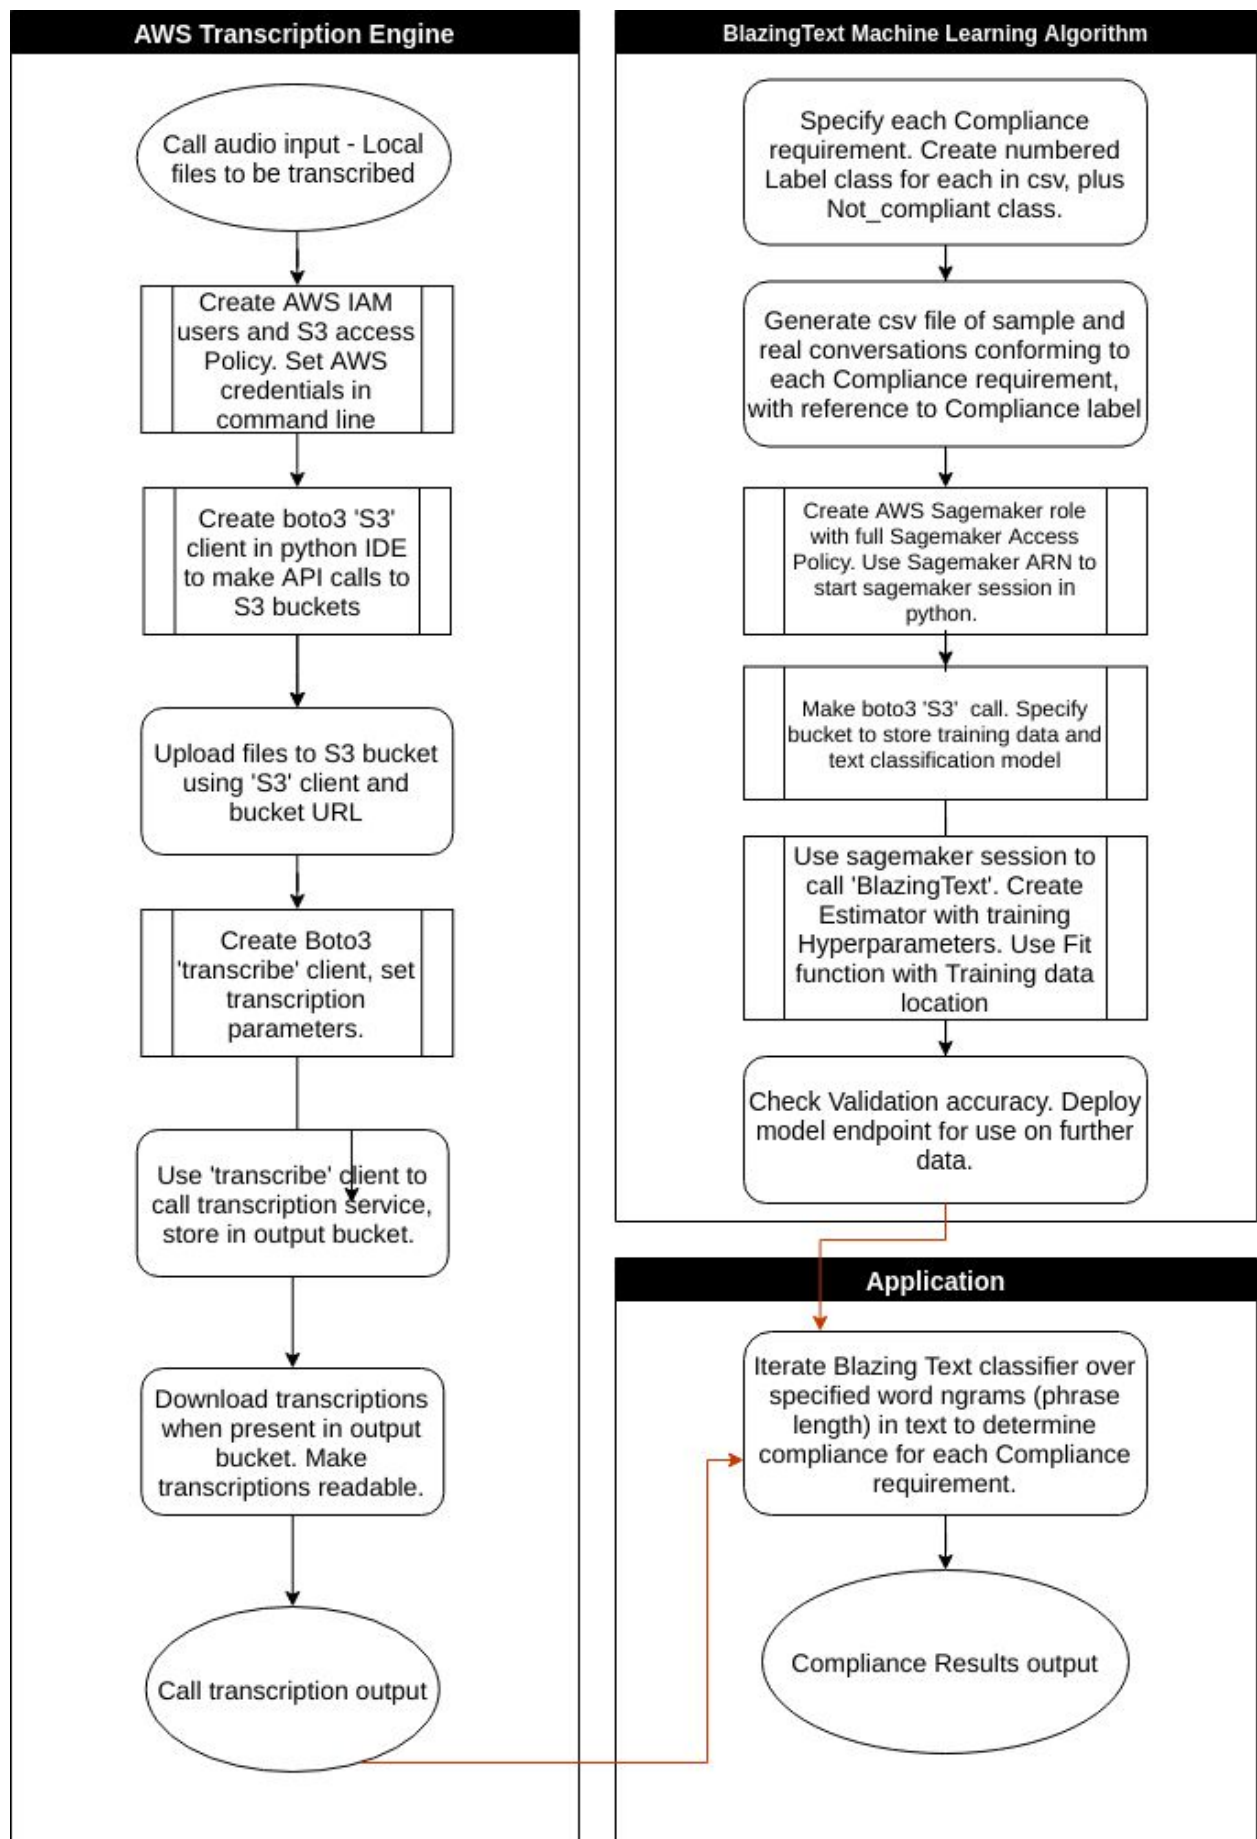 AWS Transcription Engine
Call audio input - Local
files to be transcribed
Create AWS IAM
users and S3 access
Policy. Set AWS
credentials in
command line
Create boto3 'S3'
client in python IDE
to make API calls to
S3 buckets
Upload files to S3 bucket
using 'S3' client and
bucket URL
Create Boto3
'transcribe' client, set
transcription
parameters.
Use 'transcribe' client to
call transcription service,
store in output bucket.
Download transcriptions
when present in output
bucket. Make
transcriptions readable.
Call transcription output
BlazingText Machine Learning Algorithm
Specify each Compliance
requirement. Create numbered
Label class for each in csv, plus
Not_compliant class.
Generate csv file of sample and
real conversations conforming to
each Compliance requirement,
with reference to Compliance label
Create AWS Sagemaker role
with full Sagemaker Access
Policy. Use Sagemaker ARN to
start sagemaker session in
python.
Make boto3 'S3'  call. Specify
bucket to store training data and
text classification model
Use sagemaker session to
call 'BlazingText'. Create
Estimator with training
Hyperparameters. Use Fit
function with Training data
location
Check Validation accuracy. Deploy
model endpoint for use on further
data.
Application
Iterate Blazing Text classifier over
specified word ngrams (phrase
length) in text to determine
compliance for each Compliance
requirement.
Compliance Results output